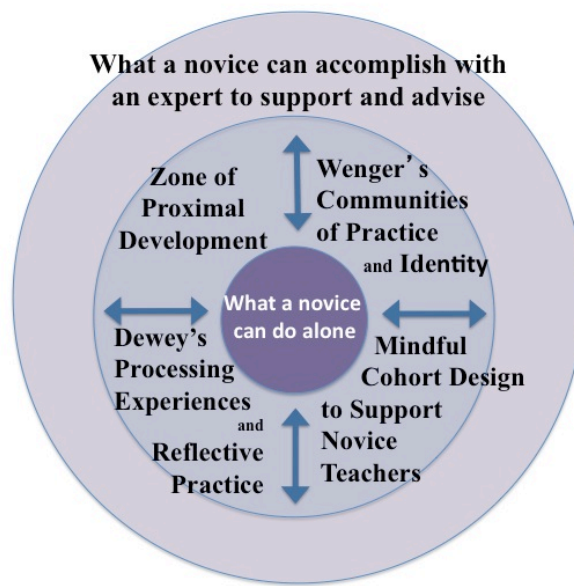 What a novice can accomplish with
an expert to support and advise
Zone of
Proximal
Development
Wenger’s
Communities
of Practice
and Identity
What a novice
can do alone
Dewey’s
Processing
Experiences
and
Reflective
Practice
Mindful
Cohort Design
to Support
Novice
Teachers